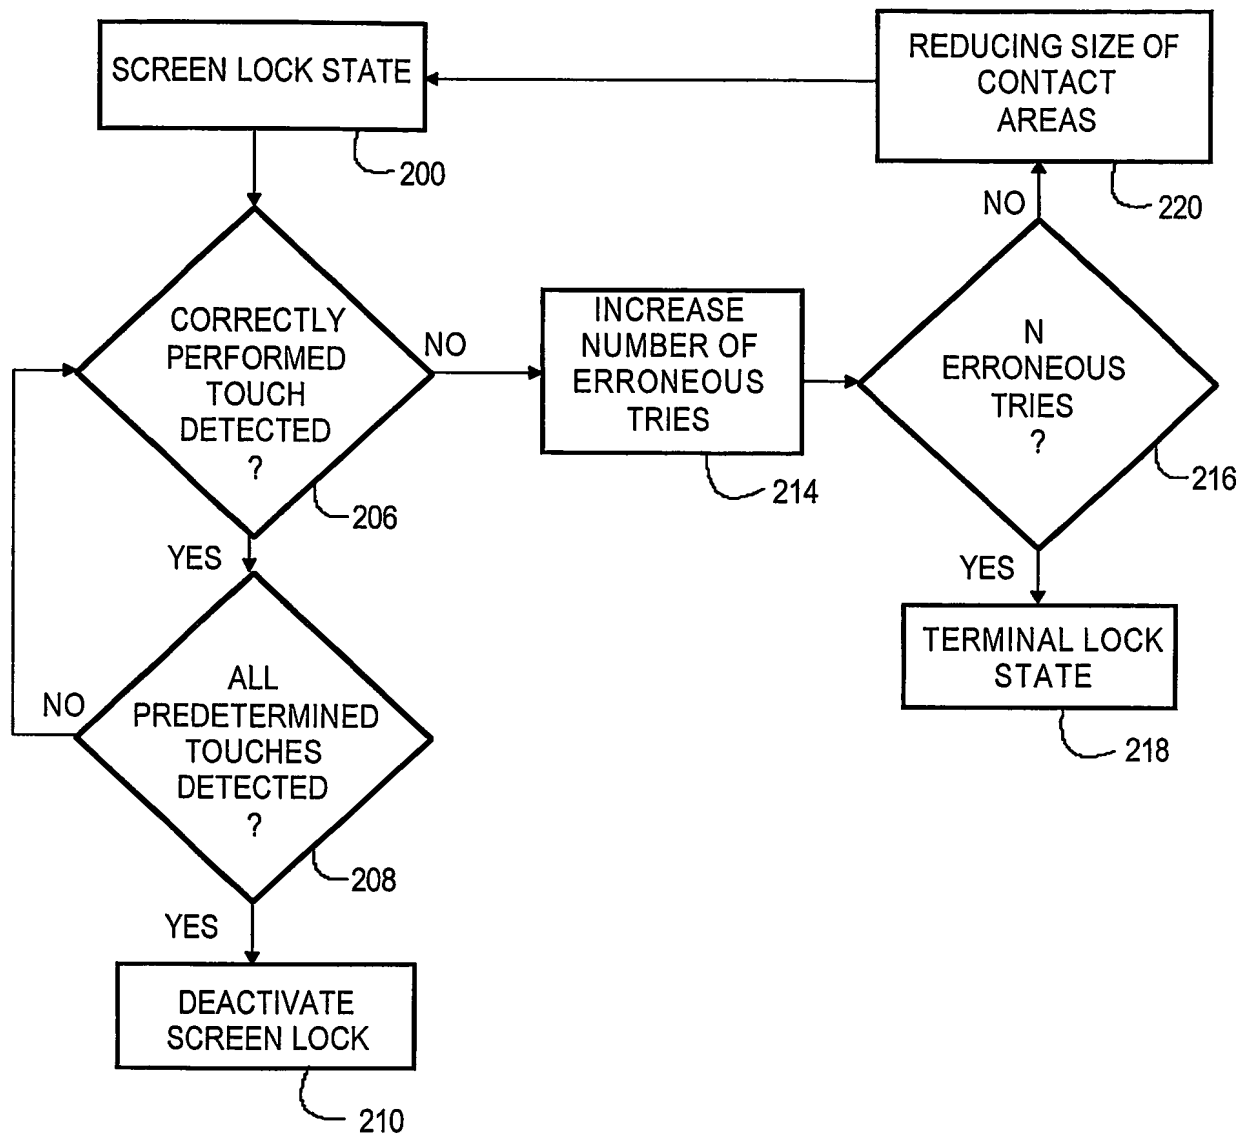 SCREEN LOCK STATE
200
REDUCING SIZE OF
CONTACT
AREAS
220
NO
CORRECTLY
PERFORMED
TOUCH
DETECTED
?
206
NO
INCREASE
NUMBER OF
ERRONEOUS
TRIES
214
N
ERRONEOUS
TRIES
?
216
YES
YES
TERMINAL LOCK
STATE
218
ALL
PREDETERMINED
TOUCHES
DETECTED
?
NO
208
YES
DEACTIVATE
SCREEN LOCK
210